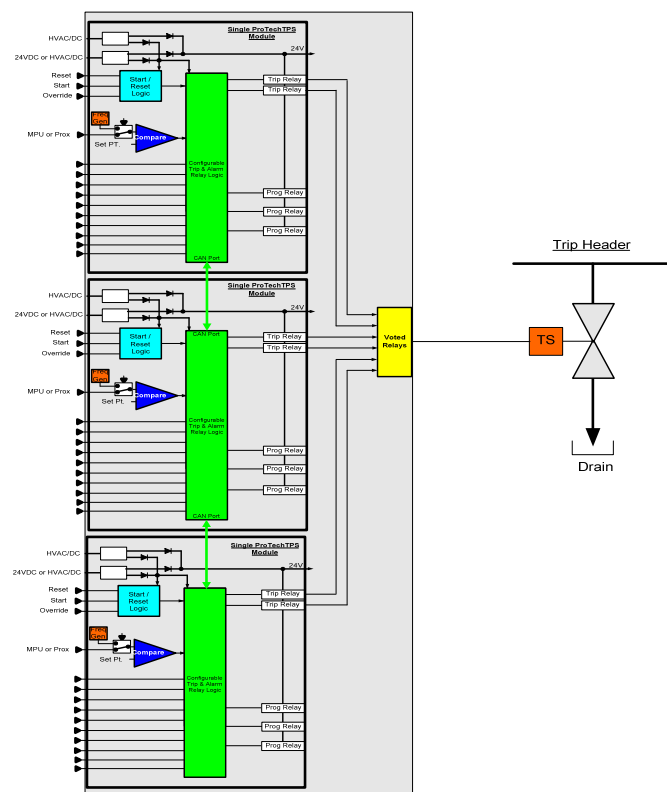 Single ProTechTPS
Module
HVAC/DC
24V
24VDC or HVAC/DC
Reset
Start
Override
Start /
Reset
Logic
Trip Relay
Trip Relay
Freq
Gen
MPU or Prox
Compare
Set PT.
Configurable
Trip & Alarm
Relay Logic
Prog Relay
Prog Relay
Prog Relay
CAN Port
Single ProTechTPS
Module
HVAC/DC
24V
24VDC or HVAC/DC
CAN Port
Reset
Start
Override
Start /
Reset
Logic
Trip Relay
Trip Relay
Freq
Gen
MPU or Prox
Compare
Set Pt.
Configurable
Trip & Alarm
Relay Logic
Prog Relay
Prog Relay
Prog Relay
CAN Port
Single ProTechTPS
Module
HVAC/DC
24V
24VDC or HVAC/DC
Reset
Start
Override
Start /
Reset
Logic
Trip Relay
Trip Relay
Freq
Gen
MPU or Prox
Compare
Set Pt.
Configurable
Trip & Alarm
Relay Logic
Prog Relay
Prog Relay
Prog Relay
Voted
Relays
Trip Header
TS
Drain